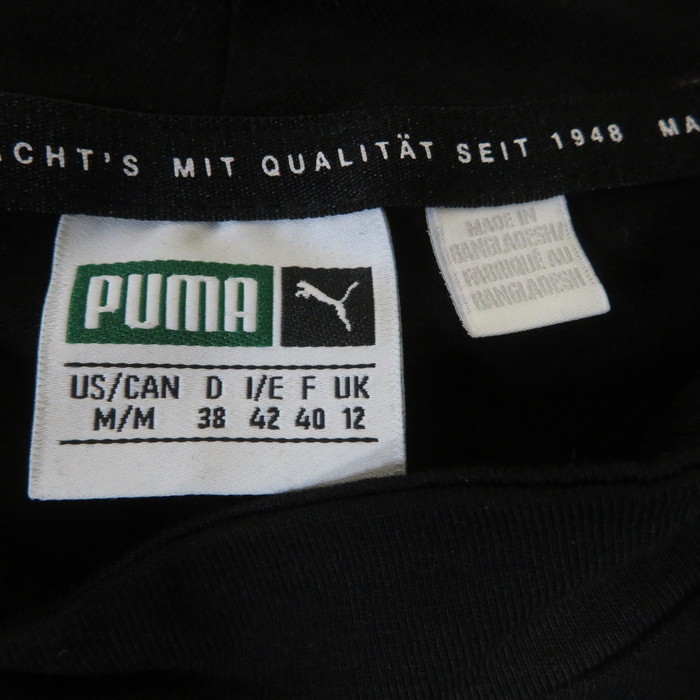 ACHT'S MIT QUALITÄT SEIT 1948 MA
PUMA
US/CAN D I/E F UK
M/M 38 42 40 12
MADE IN
BANGLADESH/
FABRIQUÉ AU
BANGLADESH